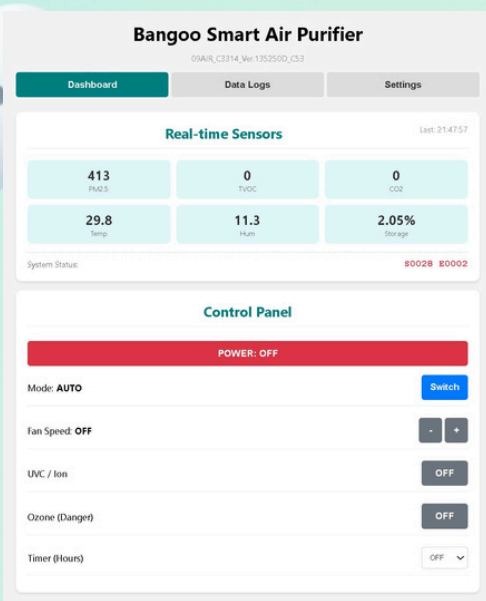 Bangoo Smart Air Purifier
09AIR_C3314_Ver.135250D_C53
Dashboard Data Logs Settings
Real-time Sensors Last: 21:47:57
413 0 0
PM2.5 TVOC CO2
29.8 11.3 2.05%
Temp Hum Storage
System Status: S0028 E0002
Control Panel
POWER: OFF
Mode: AUTO Switch
Fan Speed: OFF - +
UVC / Ion OFF
Ozone (Danger) OFF
Timer (Hours) OFF